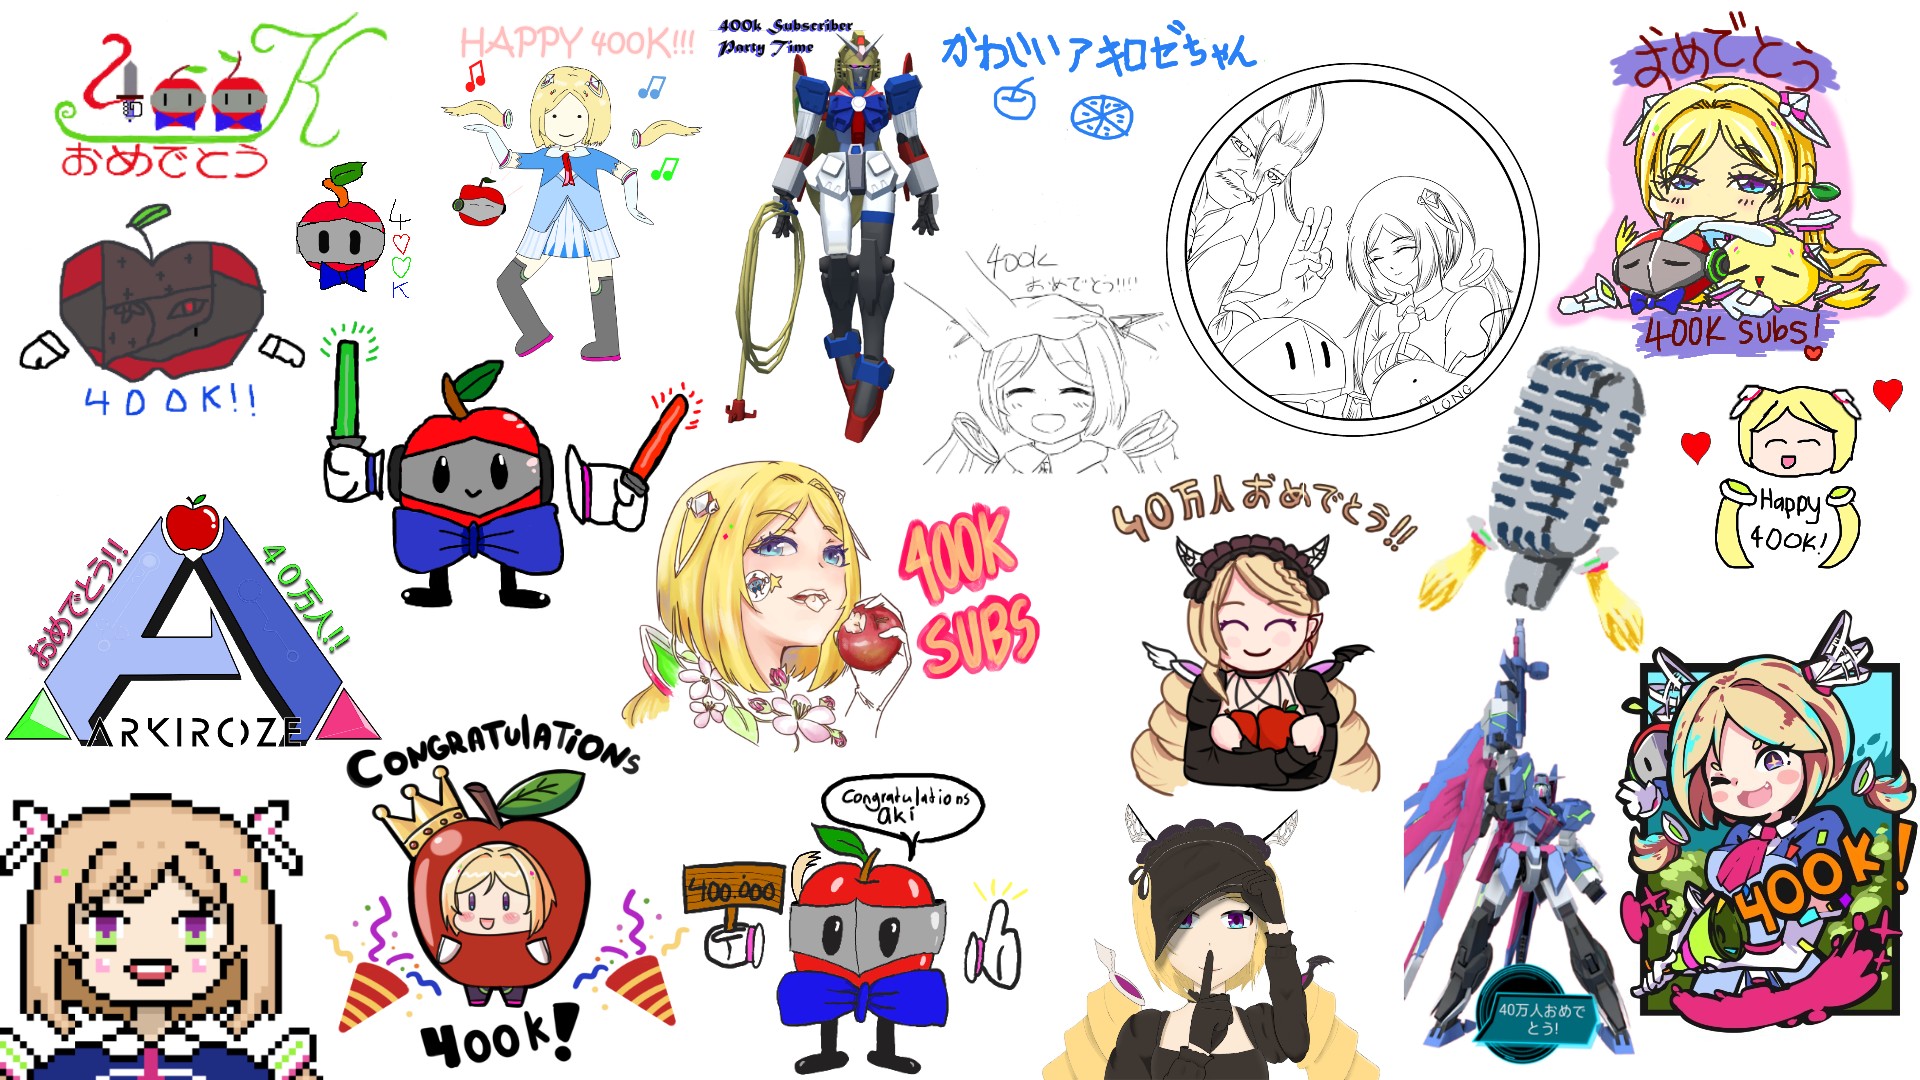 400K
おめでとう
HAPPY 400K!!!
400k Subscriber
Party Time
かわいいアキロゼちゃん
おめでとう
400K subs!
4♡♡K
400K!!
400k
おめでとう!!!!
LONG
Happy
400K!
おめでとう!!
40万人!!
ARKIROZE
400K
SUBS
40万人おめでとう!!
CONGRATULATIONS
400K!
Congratulations
aki
400.000
400K!
40万人おめで
とう!